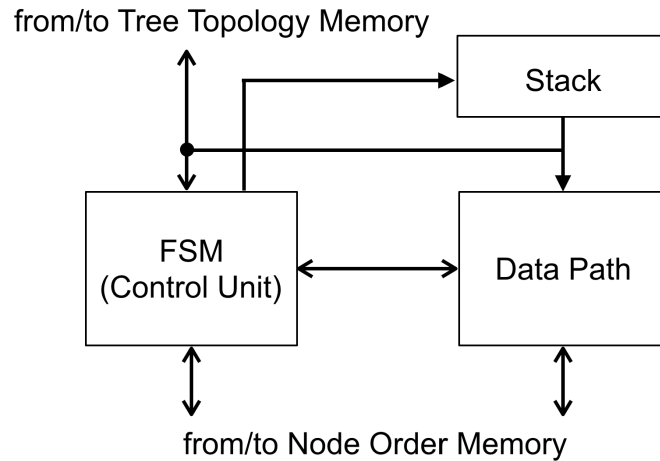 from/to Tree Topology Memory
Stack
FSM
(Control Unit)
Data Path
from/to Node Order Memory